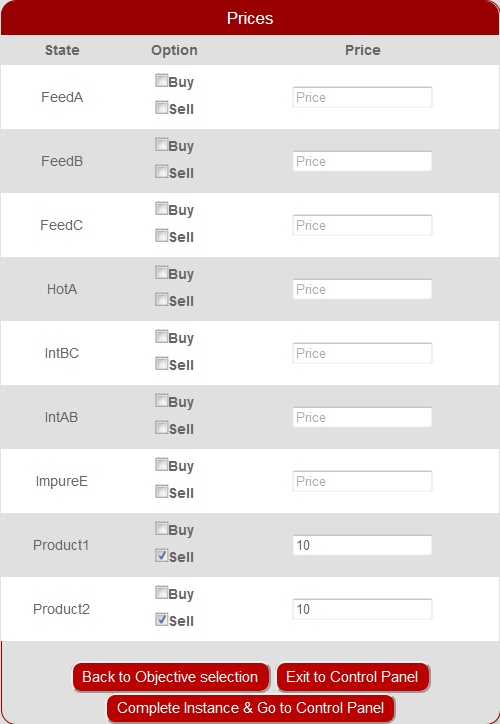 Prices
State Option Price
Buy
FeedA Price
Sell
Buy
FeedB Price
Sell
Buy
FeedC Price
Sell
Buy
HotA Price
Sell
Buy
IntBC Price
Sell
Buy
IntAB Price
Sell
Buy
ImpureE Price
Sell
Buy
Product1 10
Sell
Buy
Product2 10
Sell
Back to Objective selection Exit to Control Panel
Complete Instance & Go to Control Panel